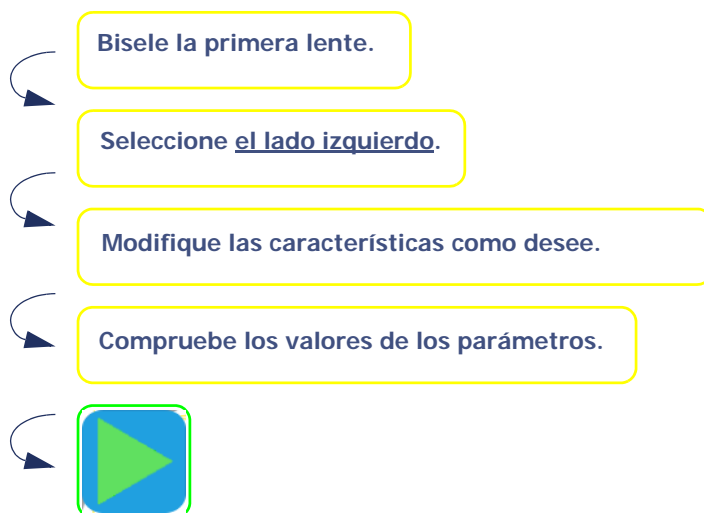 Bisele la primera lente.
Seleccione el lado izquierdo.
Modifique las características como desee.
Compruebe los valores de los parámetros.